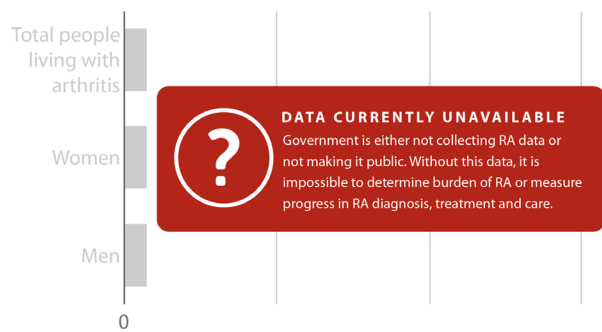 Total people
living with
arthritis
DATA CURRENTLY UNAVAILABLE
?
Government is either not collecting RA data or
not making it public. Without this data, it is
impossible to determine burden of RA or measure
progress in RA diagnosis, treatment and care.
Women
Men
0